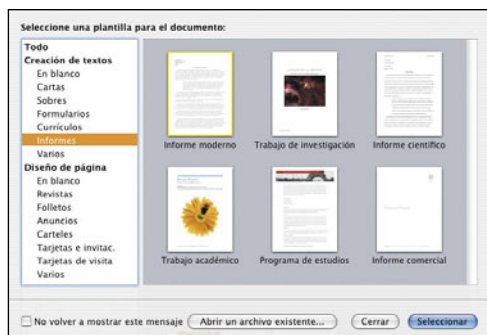 Seleccione una plantilla para el documento:
Todo
Creación de textos
En blanco
Cartas
Sobres
Formularios
Currículos
Informes
Varios
Diseño de página
En blanco
Revistas
Folletos
Anuncios
Carteles
Tarjetas e invitac.
Tarjetas de visita
Varios
Informe moderno
Trabajo de investigación
Informe científico
Trabajo académico
Programa de estudios
Informe comercial
No volver a mostrar este mensaje
Abrir un archivo existente...
Cerrar
Seleccionar